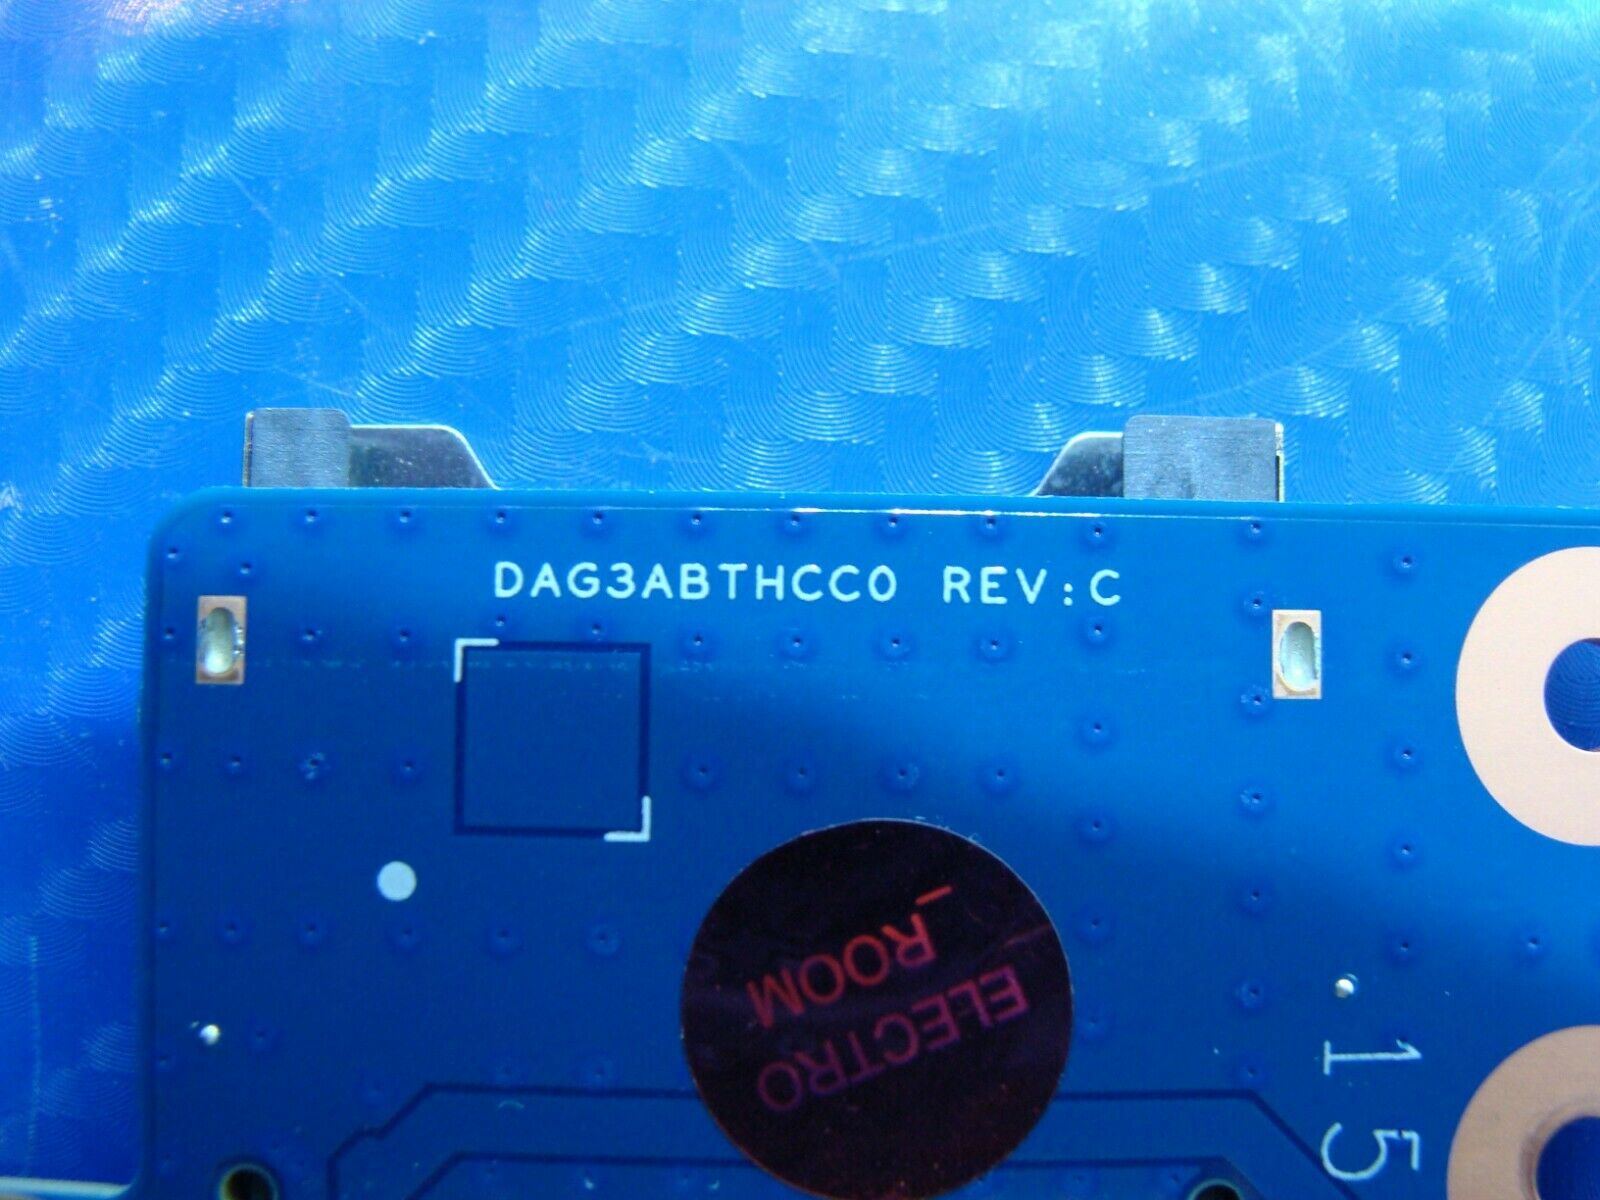 DAG3ABTHCC0 REV:C
ELECTRO
_ROOM
15